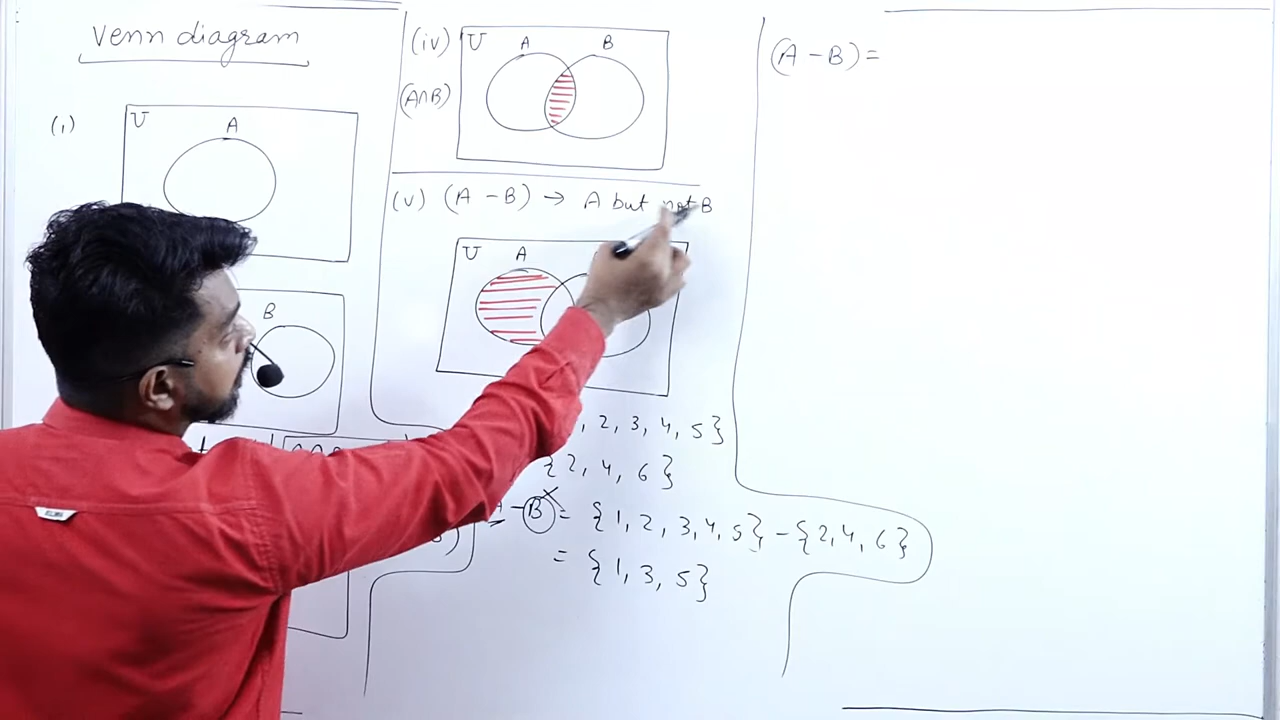 Venn diagram
(i)
U
A
B
(iv)
U A B
(A∩B)
(v) (A - B) → A but not B
U A
, 2, 3, 4, 5}
{2, 4, 6}
A - B = {1, 2, 3, 4, 5} - {2, 4, 6}
= {1, 3, 5}
(A - B) =